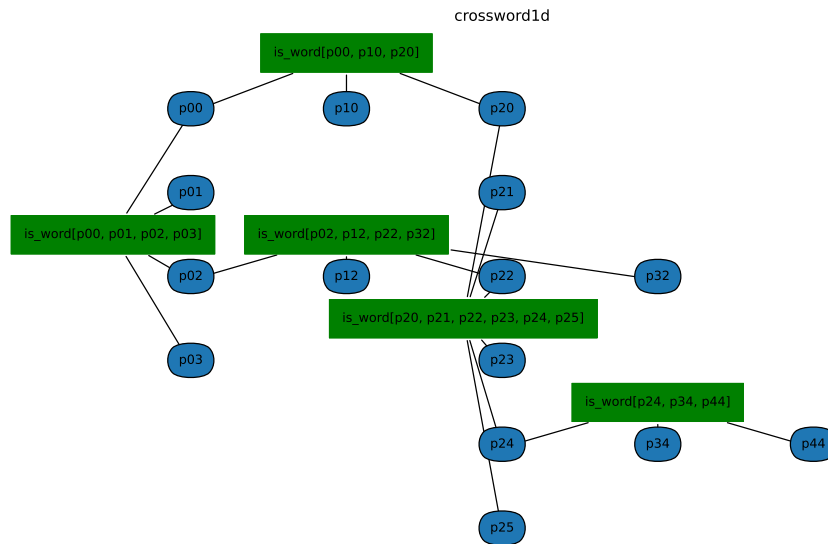 crossword1d
is_word[p00, p10, p20]
p00
p10
p20
p01
p21
is_word[p00, p01, p02, p03]
is_word[p02, p12, p22, p32]
p02
p12
p22
p32
is_word[p20, p21, p22, p23, p24, p25]
p03
p23
is_word[p24, p34, p44]
p24
p34
p44
p25